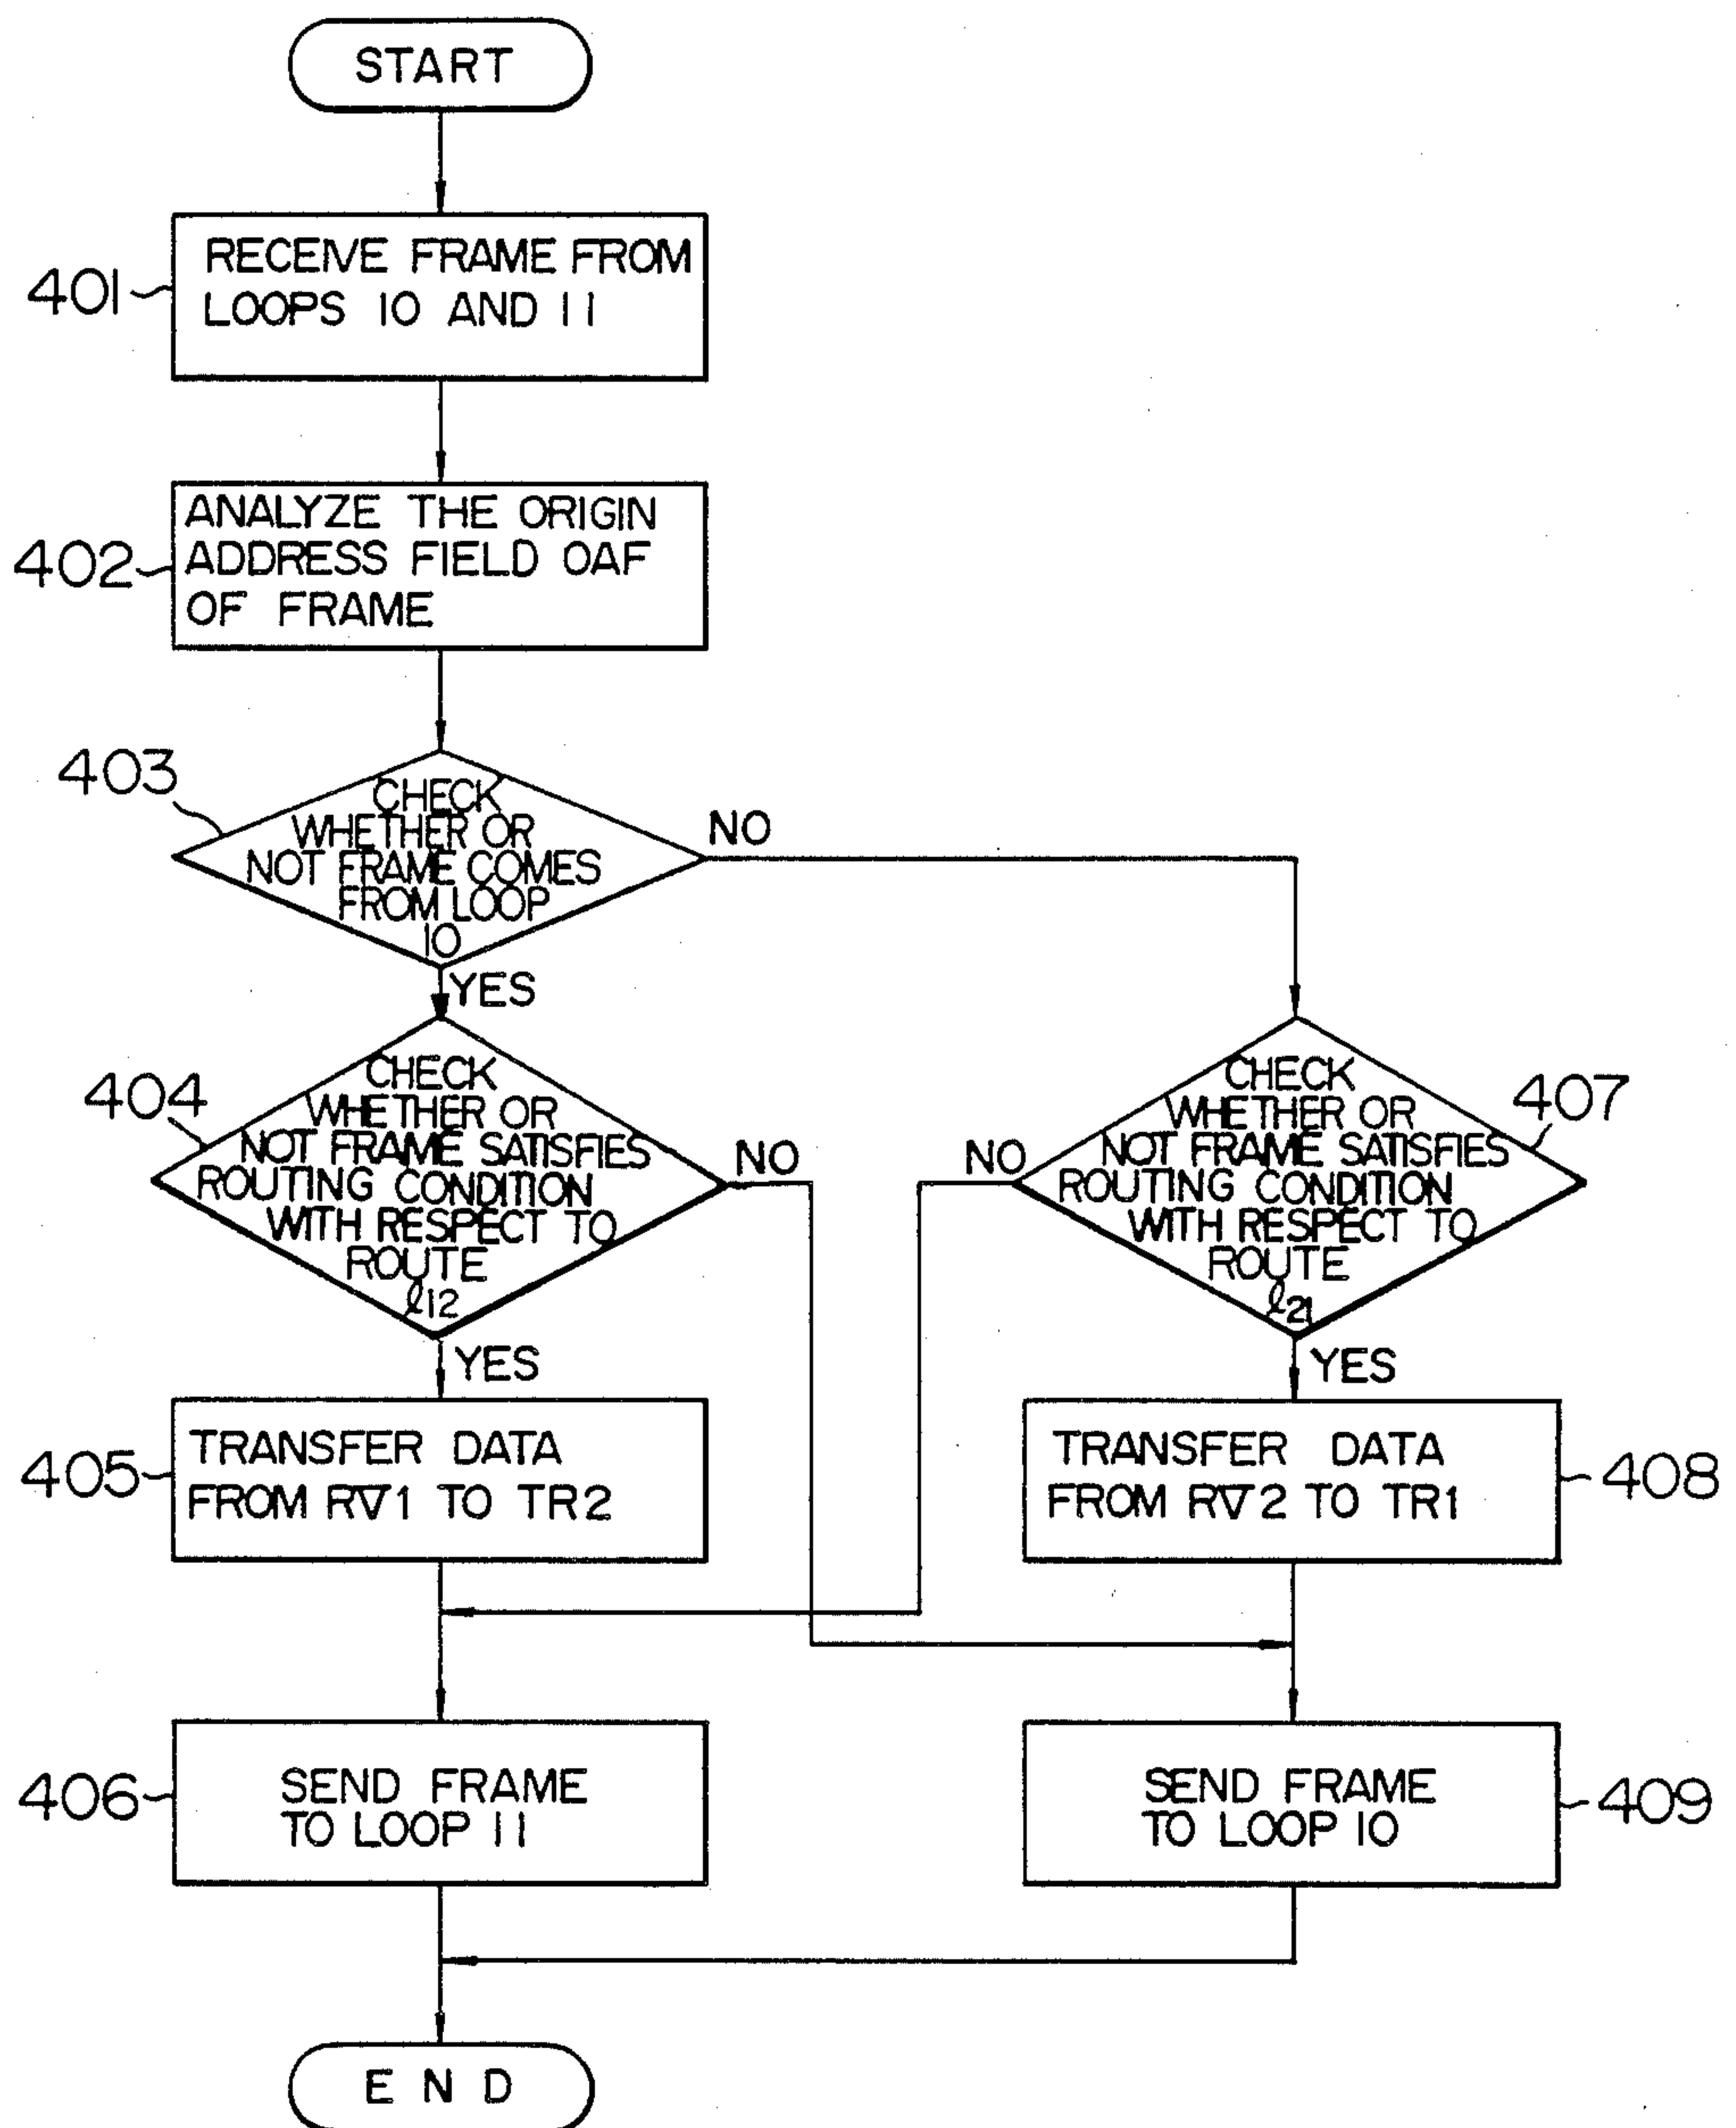 START
401
RECEIVE FRAME FROM
LOOPS 10 AND 11
402
ANALYZE THE ORIGIN
ADDRESS FIELD OAF
OF FRAME
403
CHECK
WHETHER OR
NOT FRAME COMES
FROM LOOP
10
NO
YES
404
CHECK
WHETHER OR
NOT FRAME SATISFIES
ROUTING CONDITION
WITH RESPECT TO
ROUTE
ℓ12
NO
YES
407
CHECK
WHETHER OR
NOT FRAME SATISFIES
ROUTING CONDITION
WITH RESPECT TO
ROUTE
ℓ21
NO
YES
405
TRANSFER DATA
FROM RV1 TO TR2
408
TRANSFER DATA
FROM RV2 TO TR1
406
SEND FRAME
TO LOOP 11
409
SEND FRAME
TO LOOP 10
END